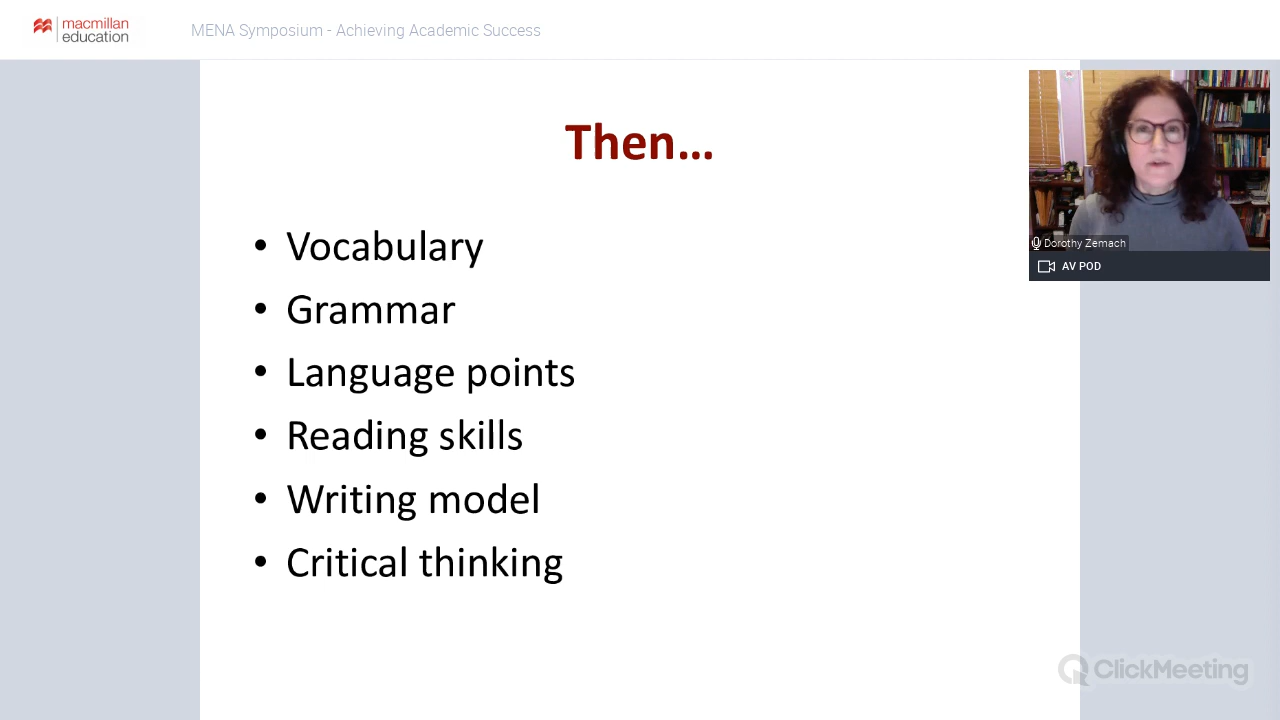 macmillan
education
MENA Symposium - Achieving Academic Success
Then...
• Vocabulary
• Grammar
• Language points
• Reading skills
• Writing model
• Critical thinking
Dorothy Zemach
AV POD
ClickMeeting